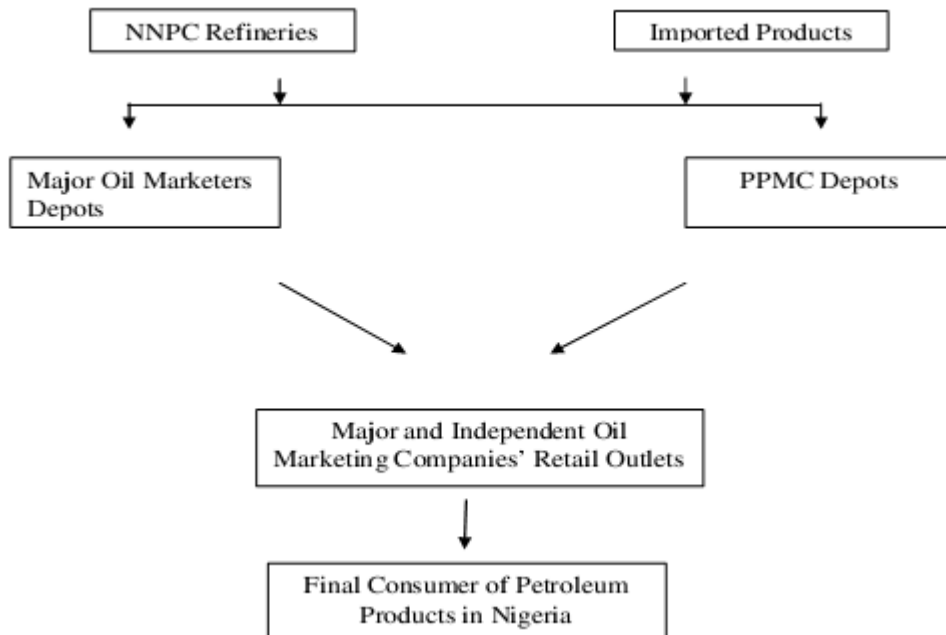 NNPC Refineries
Imported Products
Major Oil Marketers
Depots
PPMC Depots
Major and Independent Oil
Marketing Companies’ Retail Outlets
Final Consumer of Petroleum
Products in Nigeria